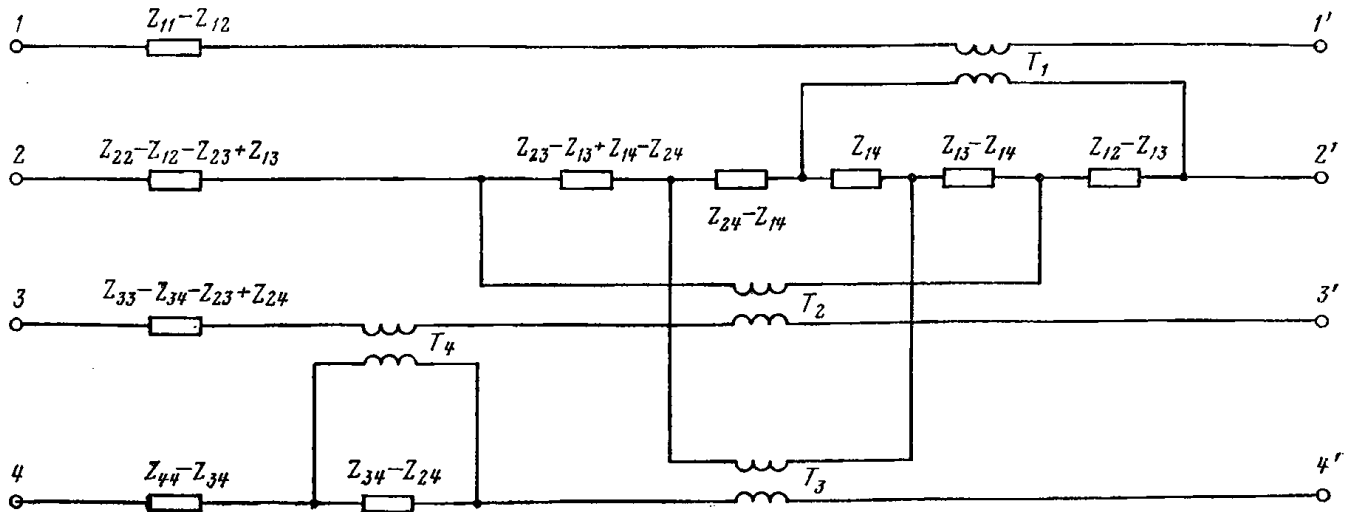 1
Z₁₁–Z₁₂
1'
T₁
2
Z₂₂–Z₁₂–Z₂₃+Z₁₃
Z₂₃–Z₁₃+Z₁₄–Z₂₄
Z₁₄
Z₁₃–Z₁₄
Z₁₂–Z₁₃
2'
Z₂₄–Z₁₄
3
Z₃₃–Z₃₄–Z₂₃+Z₂₄
T₂
3'
T₄
4
Z₄₄–Z₃₄
Z₃₄–Z₂₄
T₃
4'